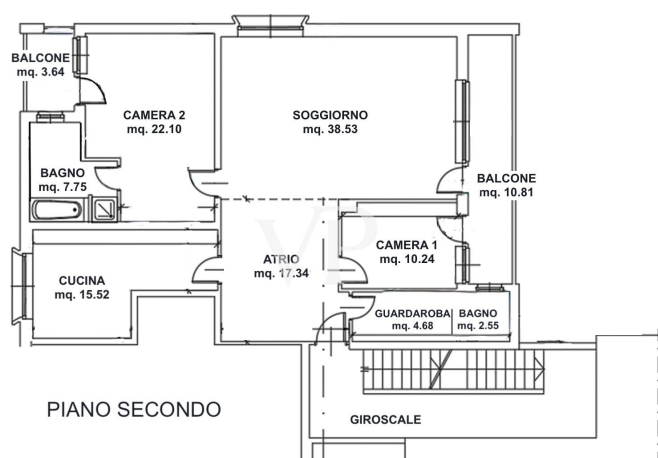 BALCONE
mq. 3.64
CAMERA 2
mq. 22.10
SOGGIORNO
mq. 38.53
BAGNO
mq. 7.75
BALCONE
mq. 10.81
CAMERA 1
mq. 10.24
ATRIO
mq. 17.34
CUCINA
mq. 15.52
GUARDAROBA
mq. 4.68
BAGNO
mq. 2.55
PIANO SECONDO
GIROSCALE
VP